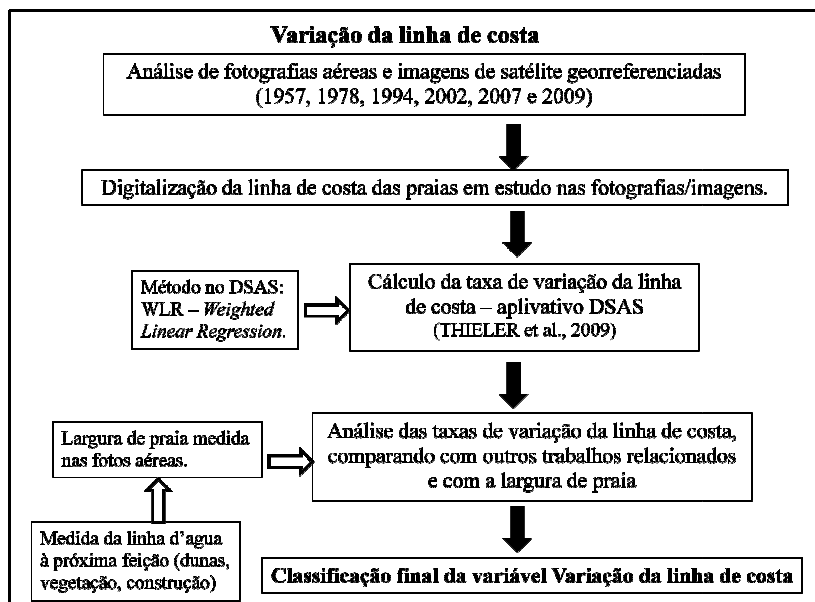 Variação da linha de costa
Análise de fotografias aéreas e imagens de satélite georreferenciadas
(1957, 1978, 1994, 2002, 2007 e 2009)
Digitalização da linha de costa das praias em estudo nas fotografias/imagens.
Método no DSAS:
WLR – Weighted
Linear Regression.
Cálculo da taxa de variação da linha
de costa – aplivativo DSAS
(THIELER et al., 2009)
Largura de praia medida
nas fotos aéreas.
Análise das taxas de variação da linha de costa,
comparando com outros trabalhos relacionados
e com a largura de praia
Medida da linha d'agua
à próxima feição (dunas,
vegetação, construção)
Classificação final da variável Variação da linha de costa